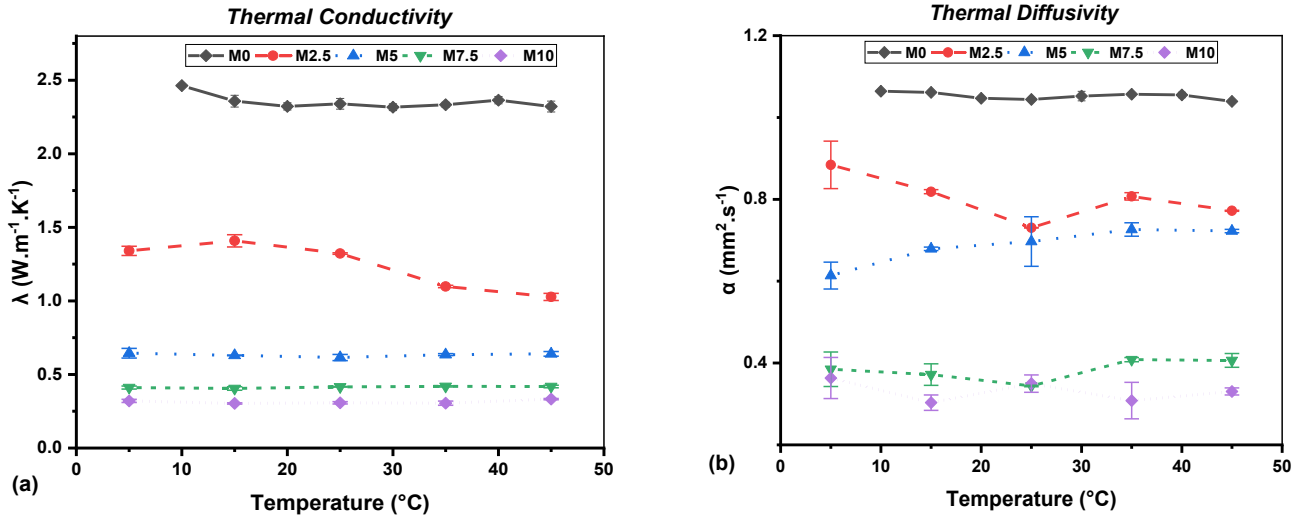 Thermal Conductivity
M0 M2.5 M5 M7.5 M10
2.5
2.0
1.5
1.0
0.5
0.0
λ (W.m⁻¹.K⁻¹)
0 10 20 30 40 50
Temperature (°C)
(a)
Thermal Diffusivity
1.2
M0 M2.5 M5 M7.5 M10
0.8
0.4
α (mm².s⁻¹)
0 10 20 30 40 50
Temperature (°C)
(b)